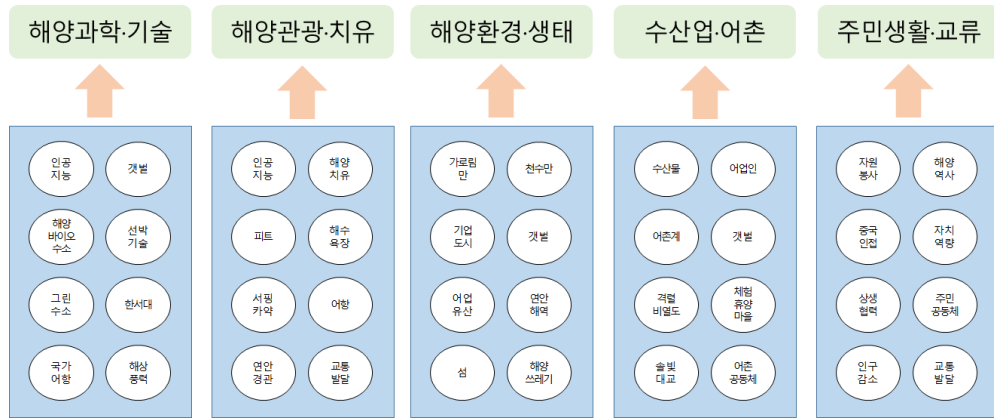 해양과학·기술
해양관광·치유
해양환경·생태
수산업·어촌
주민생활·교류
인공
지능
갯벌
해양
바이오
수소
선박
기술
그린
수소
한서대
국가
어항
해상
풍력
인공
지능
해양
치유
피트
해수
욕장
서핑
카약
어항
연안
경관
교통
발달
가로림
만
천수만
기업
도시
갯벌
어업
유산
연안
해역
섬
해양
쓰레기
수산물
어업인
어촌계
갯벌
격렬
비열도
체험
휴양
마을
솔빛
대교
어촌
공동체
자원
봉사
해양
역사
중국
인접
자치
역량
상생
협력
주민
공동체
인구
감소
교통
발달